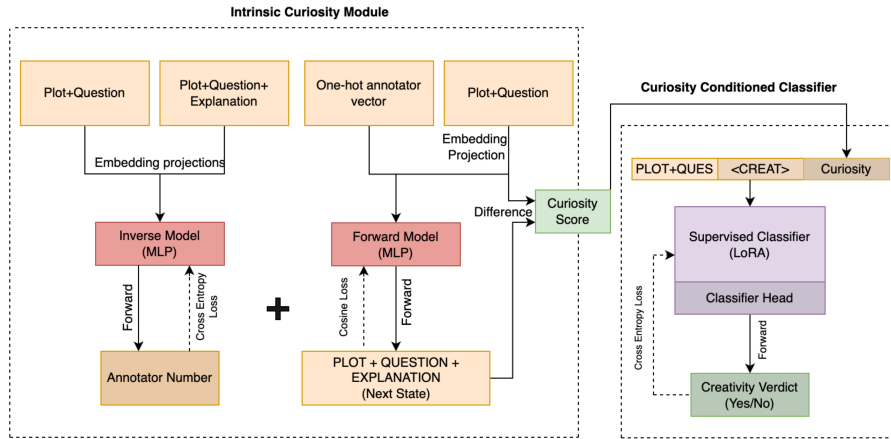 Intrinsic Curiosity Module
Plot+Question
Plot+Question+
Explanation
One-hot annotator
vector
Plot+Question
Embedding projections
Embedding
Projection
Inverse Model
(MLP)
Forward Model
(MLP)
Difference
Curiosity
Score
Forward
Cross Entropy
Loss
Cosine Loss
Forward
Annotator Number
PLOT + QUESTION +
EXPLANATION
(Next State)
Curiosity Conditioned Classifier
PLOT+QUES
<CREAT>
Curiosity
Supervised Classifier
(LoRA)
Classifier Head
Cross Entropy Loss
Forward
Creativity Verdict
(Yes/No)